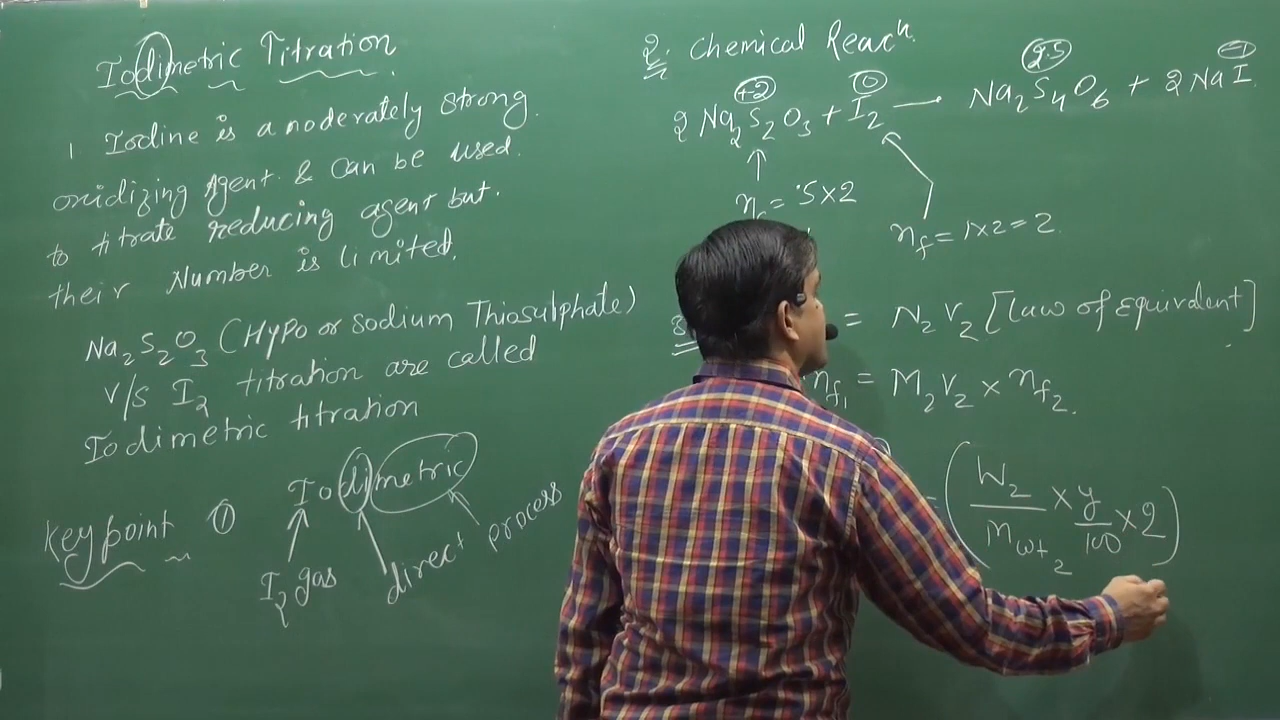 Iodimetric Titration
1 Iodine is a moderately strong.
oxidizing Agent. & Can be used.
to titrate reducing agent but.
their Number is limited.
Na2S2O3 (Hypo or sodium Thiosulphate)
v/s I2 titration are called
Iodimetric titration
Key point ① Iodimetric
I2 gas direct process
2. Chemical Reacn.
+2 0 2.5 -1
2 Na2S2O3 + I2 → Na2S4O6 + 2NaI
= .5×2
nf = 1×2=2.
3 = N2V2 [Law of Equivalent]
nf1 = M2V2 × nf2.
= (W2/Mwt2 × y/100 × 2)